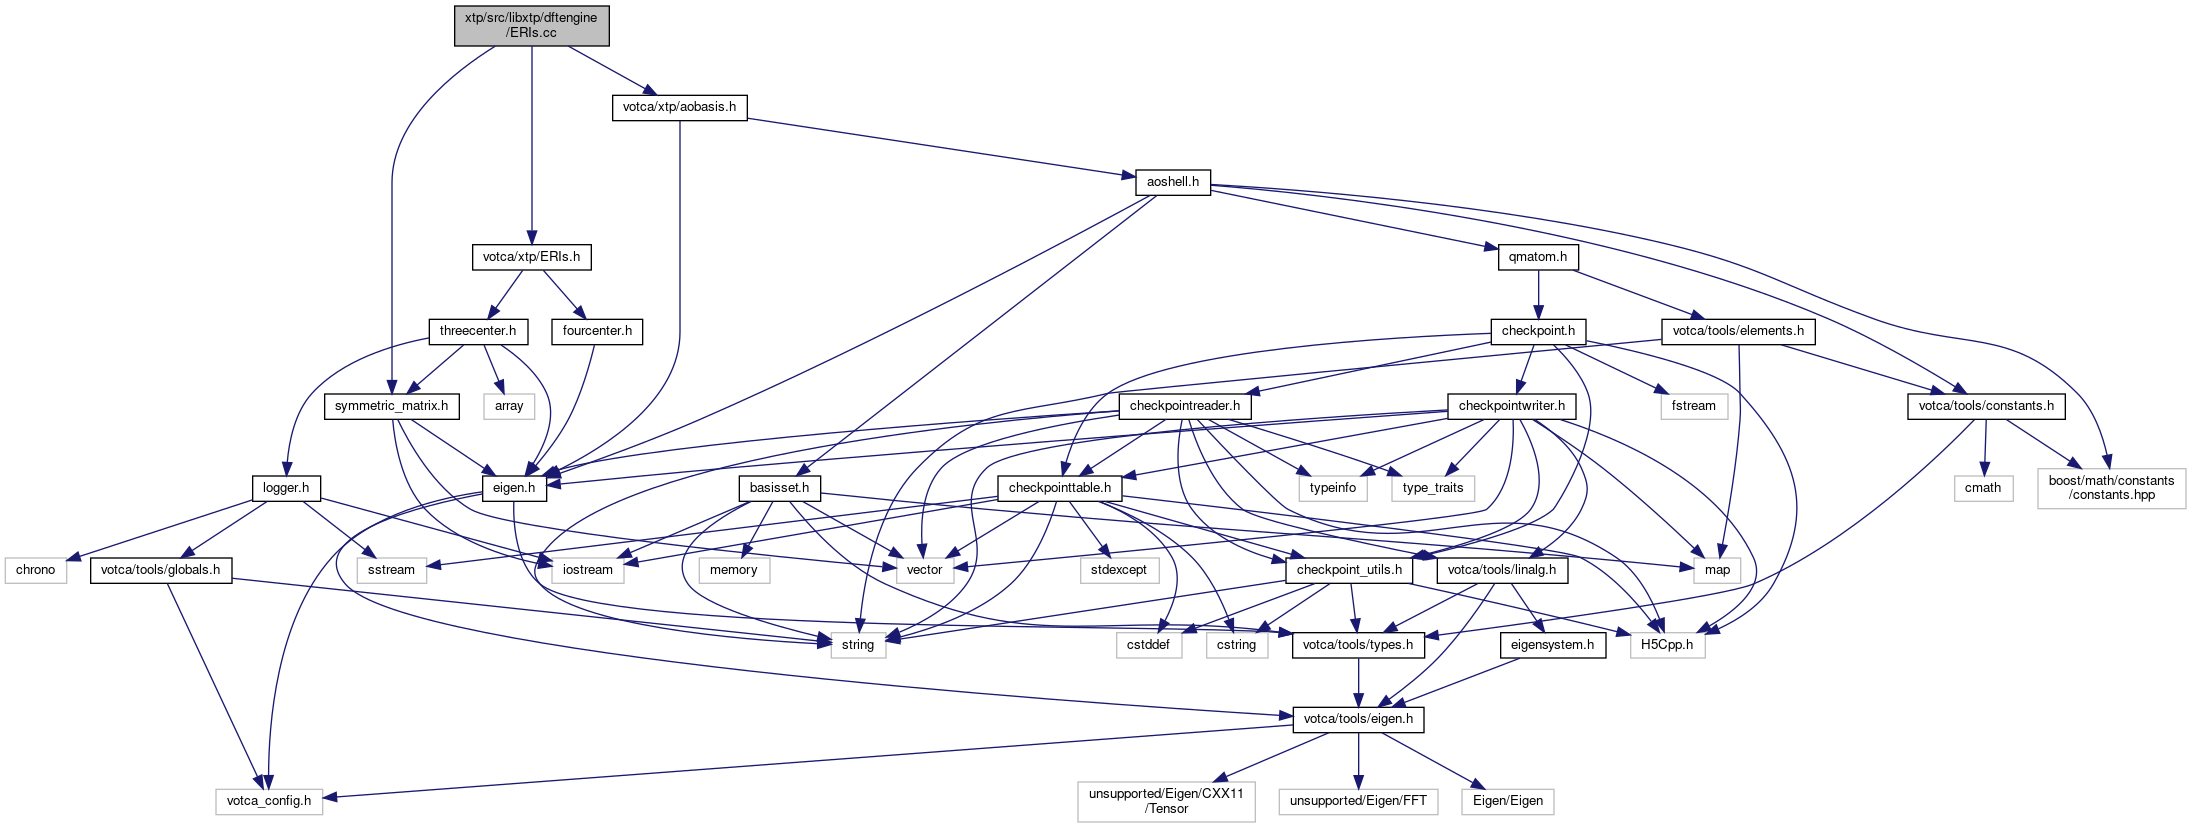 xtp/src/libxtp/dftengine
/ERIs.cc
votca/xtp/aobasis.h
aoshell.h
votca/xtp/ERIs.h
qmatom.h
threecenter.h
fourcenter.h
checkpoint.h
votca/tools/elements.h
symmetric_matrix.h
array
checkpointreader.h
checkpointwriter.h
fstream
votca/tools/constants.h
logger.h
eigen.h
basisset.h
checkpointtable.h
typeinfo
type_traits
cmath
boost/math/constants
/constants.hpp
chrono
votca/tools/globals.h
sstream
iostream
memory
vector
stdexcept
checkpoint_utils.h
votca/tools/linalg.h
map
string
cstddef
cstring
votca/tools/types.h
eigensystem.h
H5Cpp.h
votca/tools/eigen.h
votca_config.h
unsupported/Eigen/CXX11
/Tensor
unsupported/Eigen/FFT
Eigen/Eigen